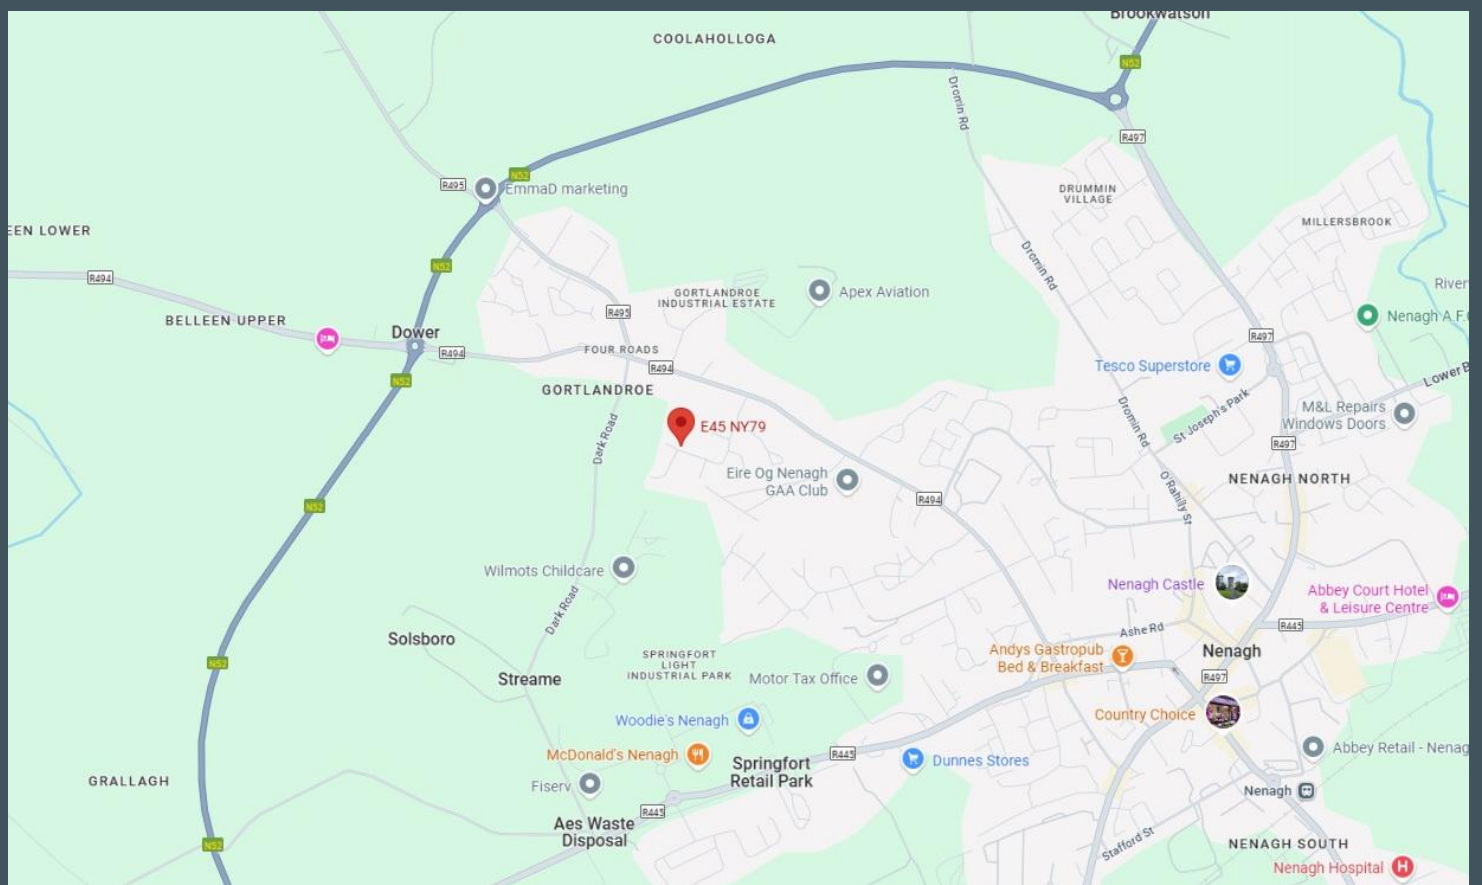 Brookwatson
COOLAHOLLOGA
N52
Dromin Rd
R497
N52
R495
EmmaD marketing
DRUMMIN
VILLAGE
MILLERSBROOK
EEN LOWER
N52
R494
GORTLANDROE
INDUSTRIAL ESTATE
Apex Aviation
Dromin Rd
River
R495
Nenagh A.F.
BELLEEN UPPER
Dower
R494
FOUR ROADS
R497
R494
Tesco Superstore
Lower B
N52
GORTLANDROE
St Joseph's Park
M&L Repairs
Windows Doors
Dromin Rd
E45 NY79
Dark Road
R497
Eire Og Nenagh
GAA Club
NENAGH NORTH
R494
O'Rahilly St
N52
Wilmots Childcare
Nenagh Castle
Abbey Court Hotel
& Leisure Centre
Dark Road
Ashe Rd
R445
Solsboro
N52
SPRINGFORT
LIGHT
INDUSTRIAL PARK
Andys Gastropub
Bed & Breakfast
Nenagh
Streame
Motor Tax Office
R497
Woodie's Nenagh
Country Choice
McDonald's Nenagh
R445
Abbey Retail - Nenag
Springfort
Retail Park
Dunnes Stores
GRALLAGH
Fiserv
Nenagh
R445
Aes Waste
Disposal
N52
Stafford St
NENAGH SOUTH
Nenagh Hospital
H